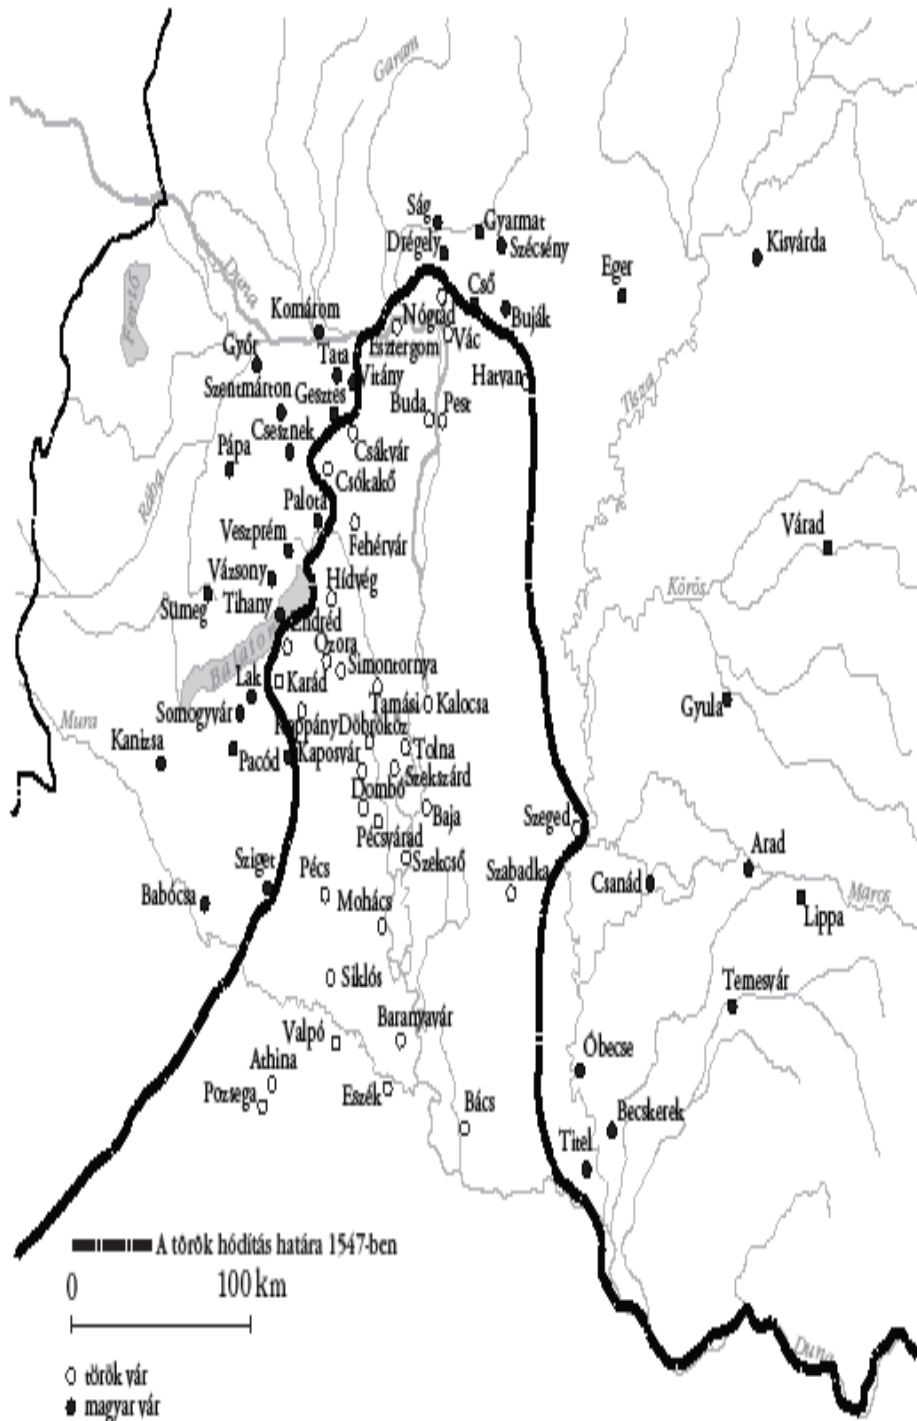 Garam
Ság
Gyarmat
Drégely
Szécsény
Kisvárda
Eger
Duna
Fertő
Komárom
Cső
Nógrád
Buják
Esztergom
Vác
Győr
Tata
Vitány
Hatvan
Szentmárton
Gesztes
Buda
Pest
Tisza
Csesznek
Csákvár
Pápa
Csókakő
Rába
Palota
Várad
Veszprém
Fehérvár
Vázsony
Hídvég
Sümeg
Tihany
Körös
Endréd
Balaton
Ozora
Simontornya
Lak
Karád
Tamási
Kalocsa
Gyula
Somogyvár
Mura
Koppány
Döbrököz
Kanizsa
Pacód
Kaposvár
Tolna
Szekszárd
Dombó
Baja
Szeged
Pécsvárad
Arad
Sziget
Pécs
Szekcső
Szabadka
Csanád
Maros
Babócsa
Mohács
Lippa
Siklós
Temesvár
Valpó
Baranyavár
Athina
Óbecse
Pozsega
Eszék
Bács
Becskerek
Titel
A török hódítás határa 1547-ben
0 100 km
Duna
török vár
magyar vár